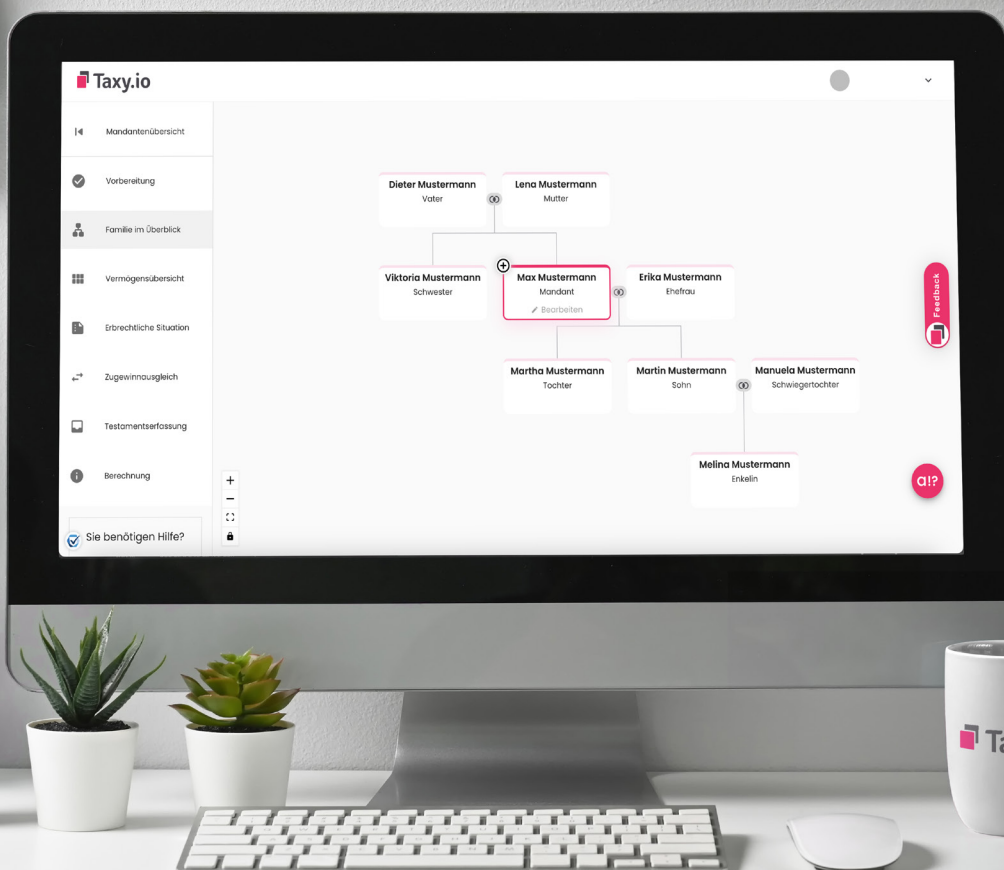 Taxy.io
Mandantenübersicht
Vorbereitung
Familie im Überblick
Vermögensübersicht
Erbrechtliche Situation
Zugewinnausgleich
Testamentserfassung
Berechnung
Sie benötigen Hilfe?
Dieter Mustermann
Vater
Lena Mustermann
Mutter
Viktoria Mustermann
Schwester
Max Mustermann
Mandant
Bearbeiten
Erika Mustermann
Ehefrau
Martha Mustermann
Tochter
Martin Mustermann
Sohn
Manuela Mustermann
Schwiegertochter
Melina Mustermann
Enkelin
Feedback
a!?
Ta